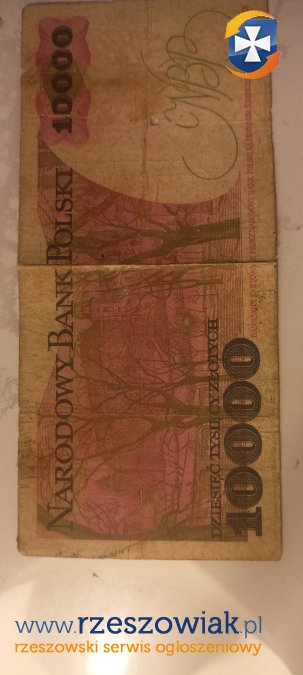 10000
NARODOWY BANK POLSKI
DZIESIĘĆ TYSIĘCY ZŁOTYCH
10000
www.rzeszowiak.pl
rzeszowski serwis ogłoszeniowy